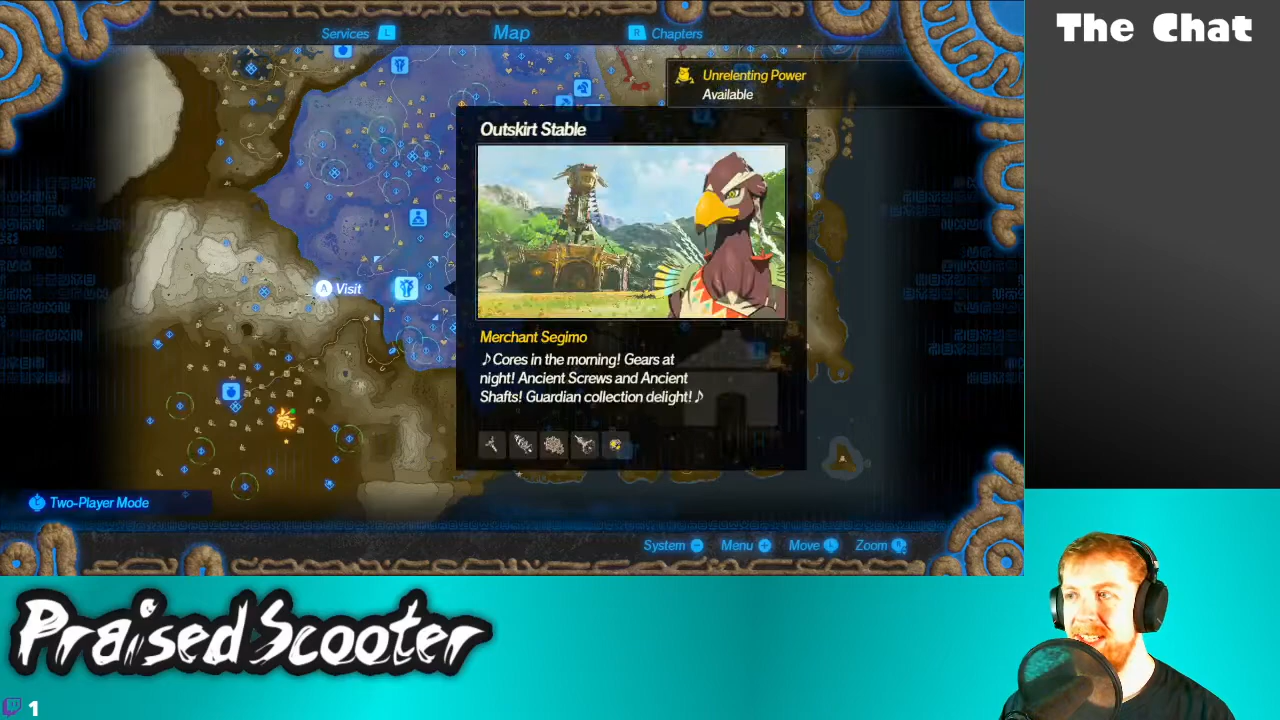 Services L
Map
R Chapters
The Chat
Unrelenting Power
Available
Outskirt Stable
A Visit
Merchant Segimo
♪Cores in the morning! Gears at
night! Ancient Screws and Ancient
Shafts! Guardian collection delight!♪
Two-Player Mode
System
Menu
Move L
Zoom
PraisedScooter
1